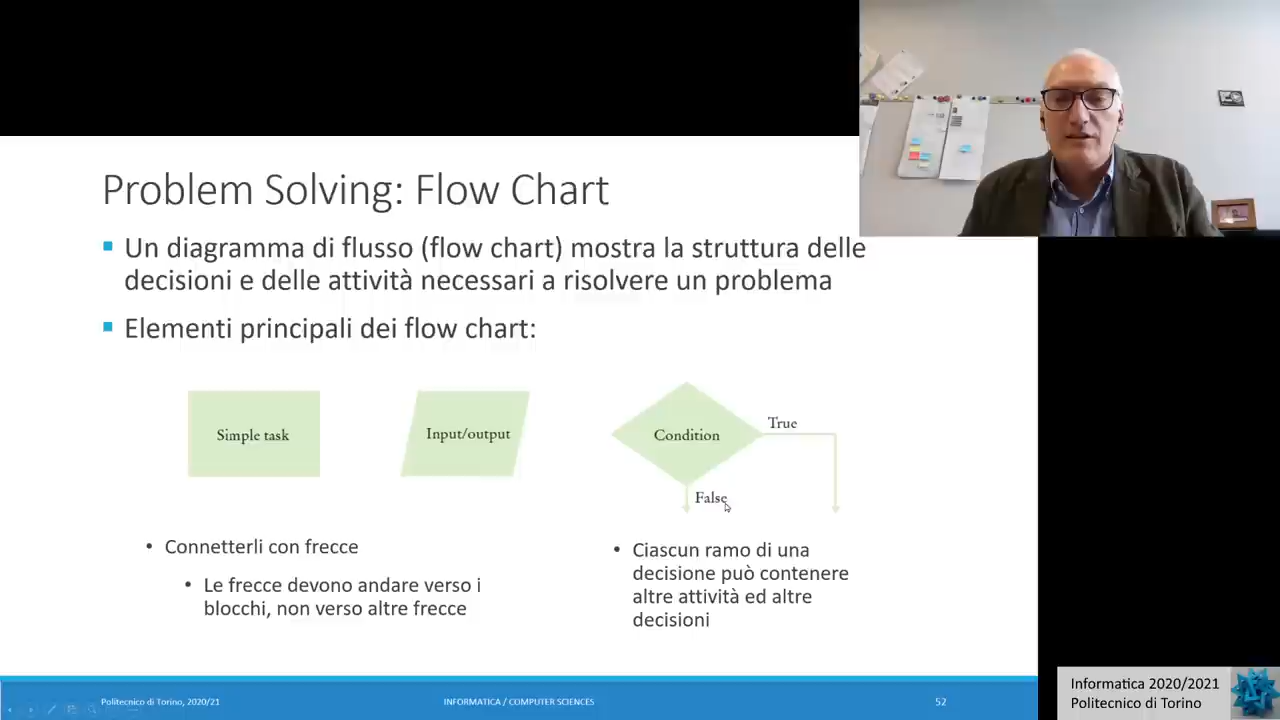 Problem Solving: Flow Chart
Un diagramma di flusso (flow chart) mostra la struttura delle
decisioni e delle attività necessari a risolvere un problema
Elementi principali dei flow chart:
Simple task
Input/output
Condition
True
False
Connetterli con frecce
Le frecce devono andare verso i
blocchi, non verso altre frecce
Ciascun ramo di una
decisione può contenere
altre attività ed altre
decisioni
Politecnico di Torino, 2020/21
INFORMATICA / COMPUTER SCIENCES
52
Informatica 2020/2021
Politecnico di Torino